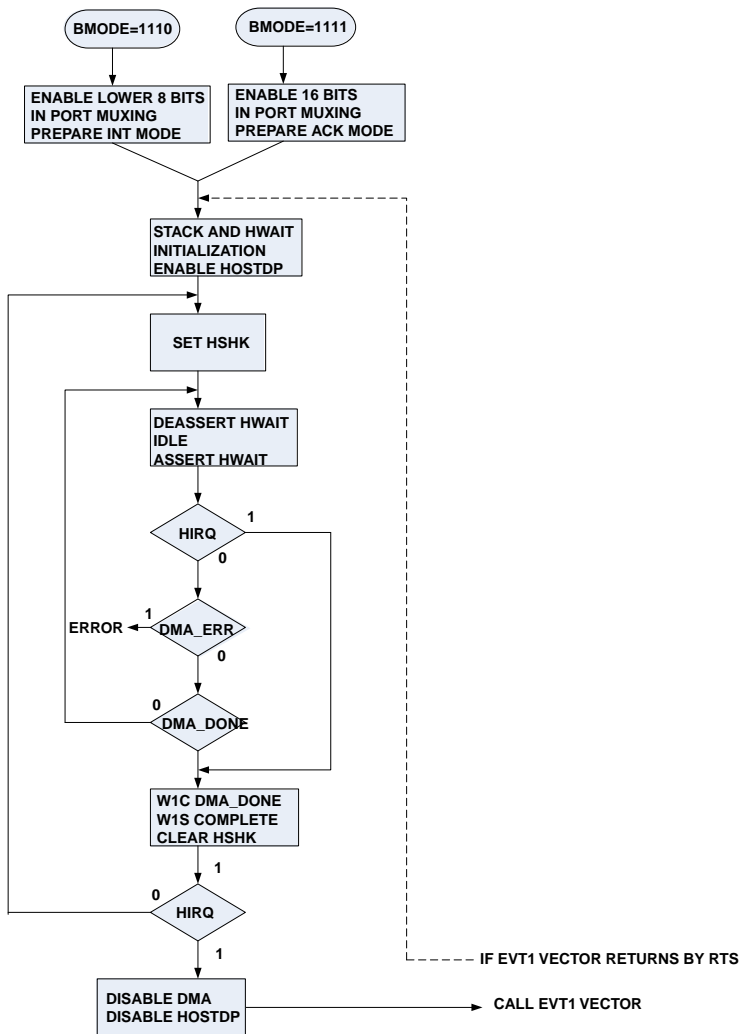 BMODE=1110
BMODE=1111
ENABLE LOWER 8 BITS
IN PORT MUXING
PREPARE INT MODE
ENABLE 16 BITS
IN PORT MUXING
PREPARE ACK MODE
STACK AND HWAIT
INITIALIZATION
ENABLE HOSTDP
SET HSHK
DEASSERT HWAIT
IDLE
ASSERT HWAIT
HIRQ
1
0
DMA_ERR
1
ERROR
0
DMA_DONE
0
W1C DMA_DONE
W1S COMPLETE
CLEAR HSHK
1
0
HIRQ
1
IF EVT1 VECTOR RETURNS BY RTS
DISABLE DMA
DISABLE HOSTDP
CALL EVT1 VECTOR